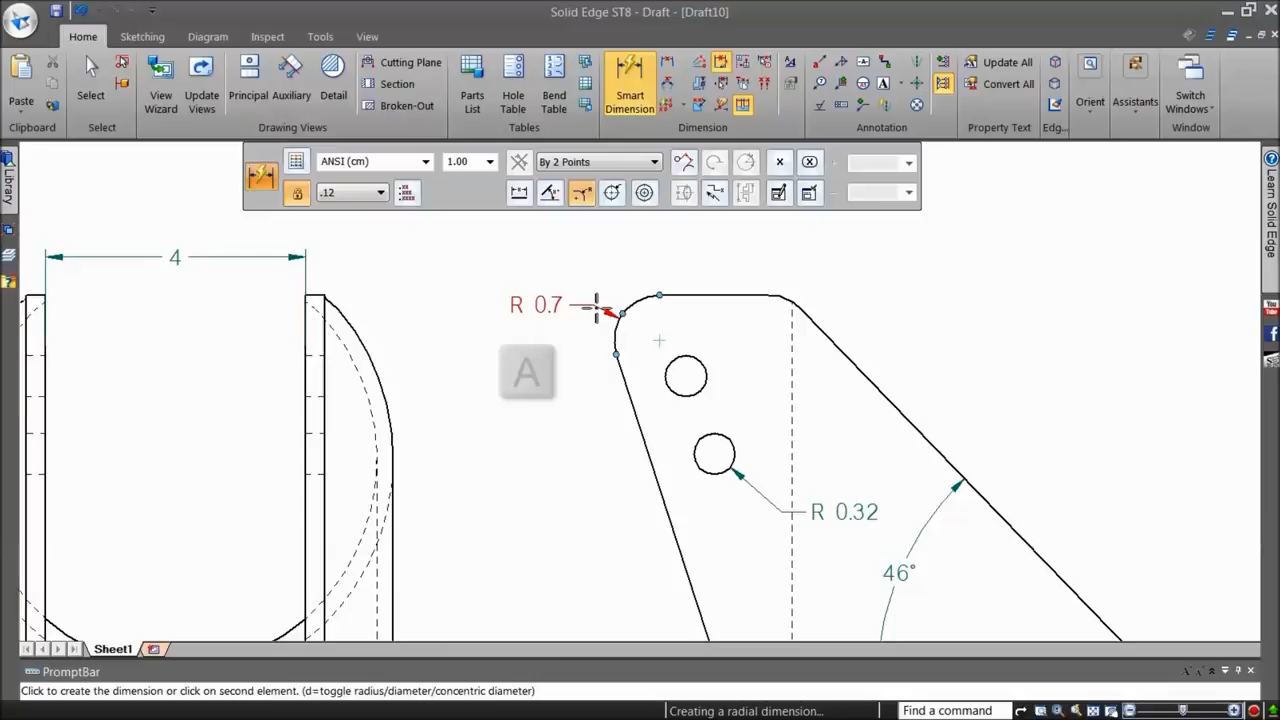 Solid Edge ST8 - Draft - [Draft10]
Home
Sketching
Diagram
Inspect
Tools
View
Paste
Clipboard
Select
Select
View Wizard
Update Views
Principal
Auxiliary
Detail
Cutting Plane
Section
Broken-Out
Drawing Views
Parts List
Hole Table
Bend Table
Tables
Smart Dimension
Dimension
Annotation
Update All
Convert All
Property Text
Edg...
Orient
Assistants
Switch Windows
Window
ANSI (cm)
1.00
By 2 Points
.12
Library
Learn Solid Edge
4
R 0.7
A
R 0.32
46°
Sheet1
PromptBar
Click to create the dimension or click on second element. (d=toggle radius/diameter/concentric diameter)
Creating a radial dimension...
Find a command